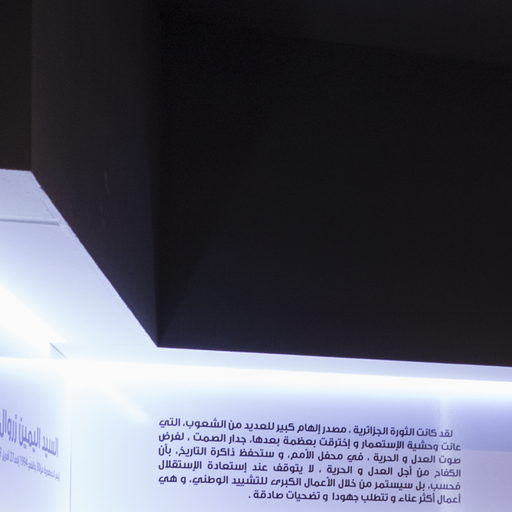 لقد كانت الثورة الجزائرية ، مصدر إلهام كبير للعديد من الشعوب، التي
عانت وحشية الإستعمار و إخترقت بعظمة بعدها، جدار الصمت ، لفرض
صوت العدل و الحرية ، في محفل الأمم، و ستحفظ ذاكرة التاريخ، بأن
الكفاح من أجل العدل و الحرية ، لا يتوقف عند إستعادة الإستقلال
فحسب، بل سيستمر من خلال الأعمال الكبرى للتشييد الوطني، و هي
أعمال أكثر عناء و تتطلب جهودا و تضحيات صادقة .
السيد اليمين زروال